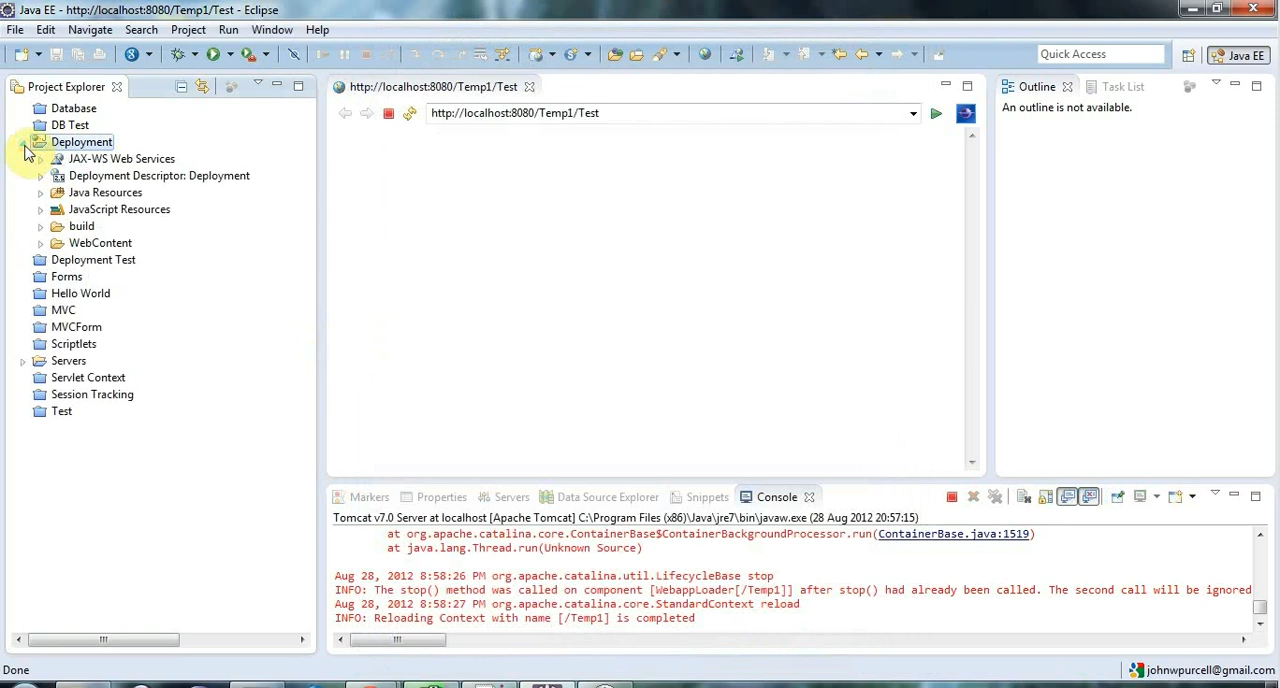 Java EE - http://localhost:8080/Temp1/Test - Eclipse
File Edit Navigate Search Project Run Window Help
Quick Access
Java EE
Project Explorer
http://localhost:8080/Temp1/Test
Outline
Task List
Database
DB Test
Deployment
JAX-WS Web Services
Deployment Descriptor: Deployment
Java Resources
JavaScript Resources
build
WebContent
Deployment Test
Forms
Hello World
MVC
MVCForm
Scriptlets
Servers
Servlet Context
Session Tracking
Test
http://localhost:8080/Temp1/Test
An outline is not available.
Markers Properties Servers Data Source Explorer Snippets Console
Tomcat v7.0 Server at localhost [Apache Tomcat] C:\Program Files (x86)\Java\jre7\bin\javaw.exe (28 Aug 2012 20:57:15)
at org.apache.catalina.core.ContainerBase$ContainerBackgroundProcessor.run(ContainerBase.java:1519)
at java.lang.Thread.run(Unknown Source)
Aug 28, 2012 8:58:26 PM org.apache.catalina.util.LifecycleBase stop
INFO: The stop() method was called on component [WebappLoader[/Temp1]] after stop() had already been called. The second call will be ignored
Aug 28, 2012 8:58:27 PM org.apache.catalina.core.StandardContext reload
INFO: Reloading Context with name [/Temp1] is completed
Done
johnwpurcell@gmail.com